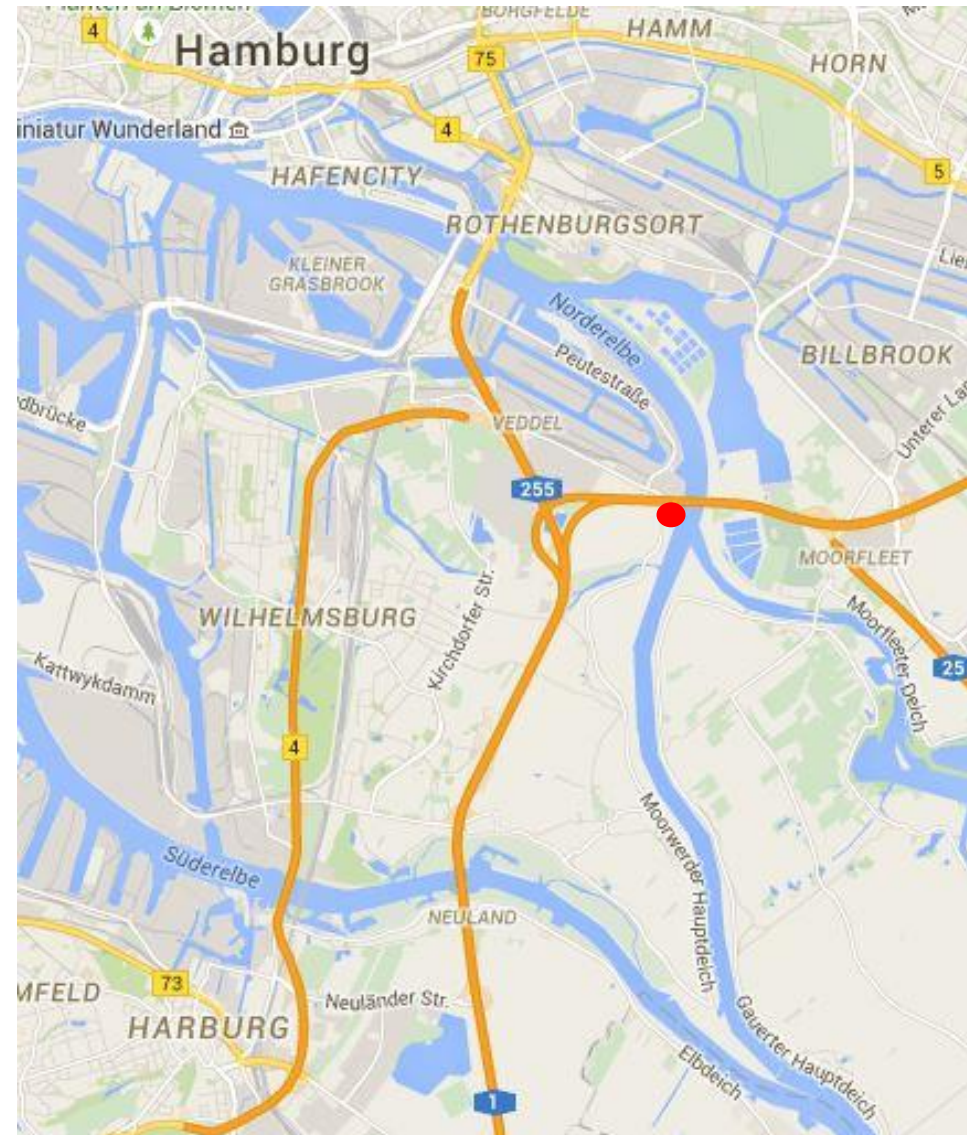 BORGFELDE
4
HAMM
Hamburg
75
HORN
iniatur Wunderland
4
5
HAFENCITY
ROTHENBURGSORT
KLEINER
GRASBROOK
Norderelbe
Peutestraße
BILLBROOK
dbrücke
Unterer La
VEDDEL
255
MOORFLEET
WILHELMSBURG
Kirchdorfer Str.
Moorfleeter Deich
Kattwykdamm
25
4
Moorwerder Hauptdeich
Süderelbe
NEULAND
73
MFELD
Neuländer Str.
HARBURG
Gauerter Hauptdeich
Elbdeich
1